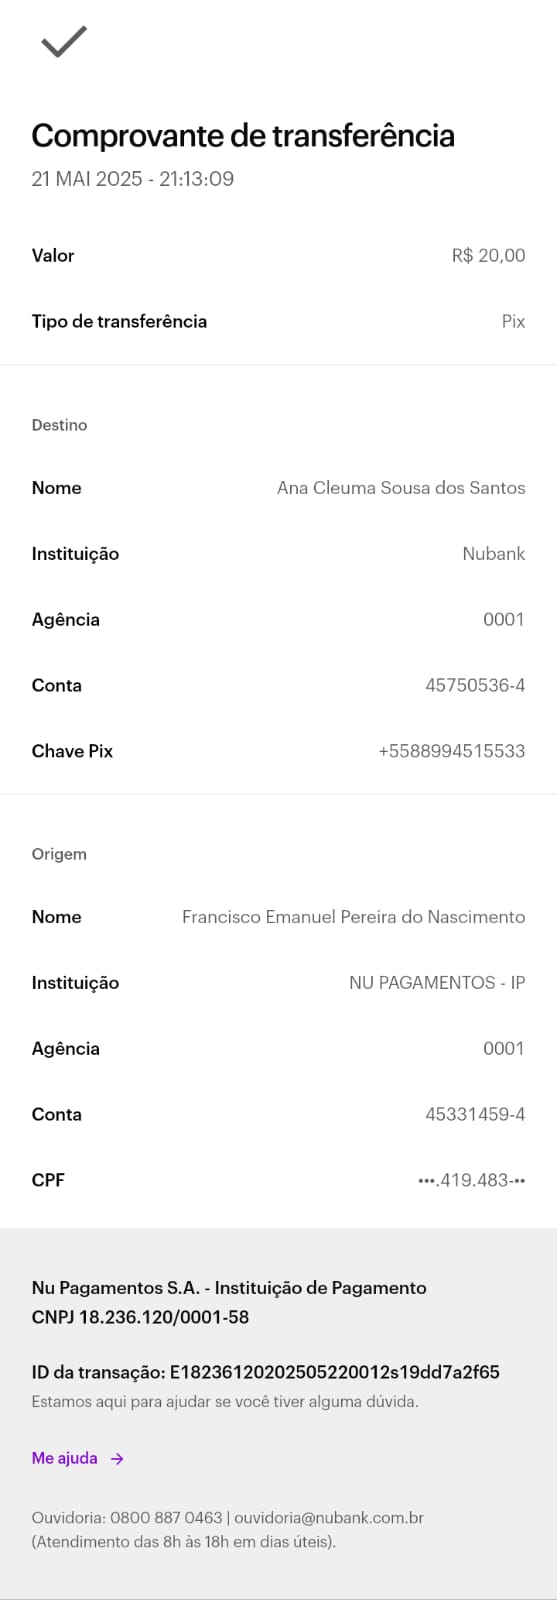 Comprovante de transferência
21 MAI 2025 - 21:13:09
Valor R$ 20,00
Tipo de transferência Pix
Destino
Nome Ana Cleuma Sousa dos Santos
Instituição Nubank
Agência 0001
Conta 45750536-4
Chave Pix +5588994515533
Origem
Nome Francisco Emanuel Pereira do Nascimento
Instituição NU PAGAMENTOS - IP
Agência 0001
Conta 45331459-4
CPF •••.419.483-••
Nu Pagamentos S.A. - Instituição de Pagamento
CNPJ 18.236.120/0001-58
ID da transação: E18236120202505220012s19dd7a2f65
Estamos aqui para ajudar se você tiver alguma dúvida.
Me ajuda →
Ouvidoria: 0800 887 0463 | ouvidoria@nubank.com.br
(Atendimento das 8h às 18h em dias úteis).